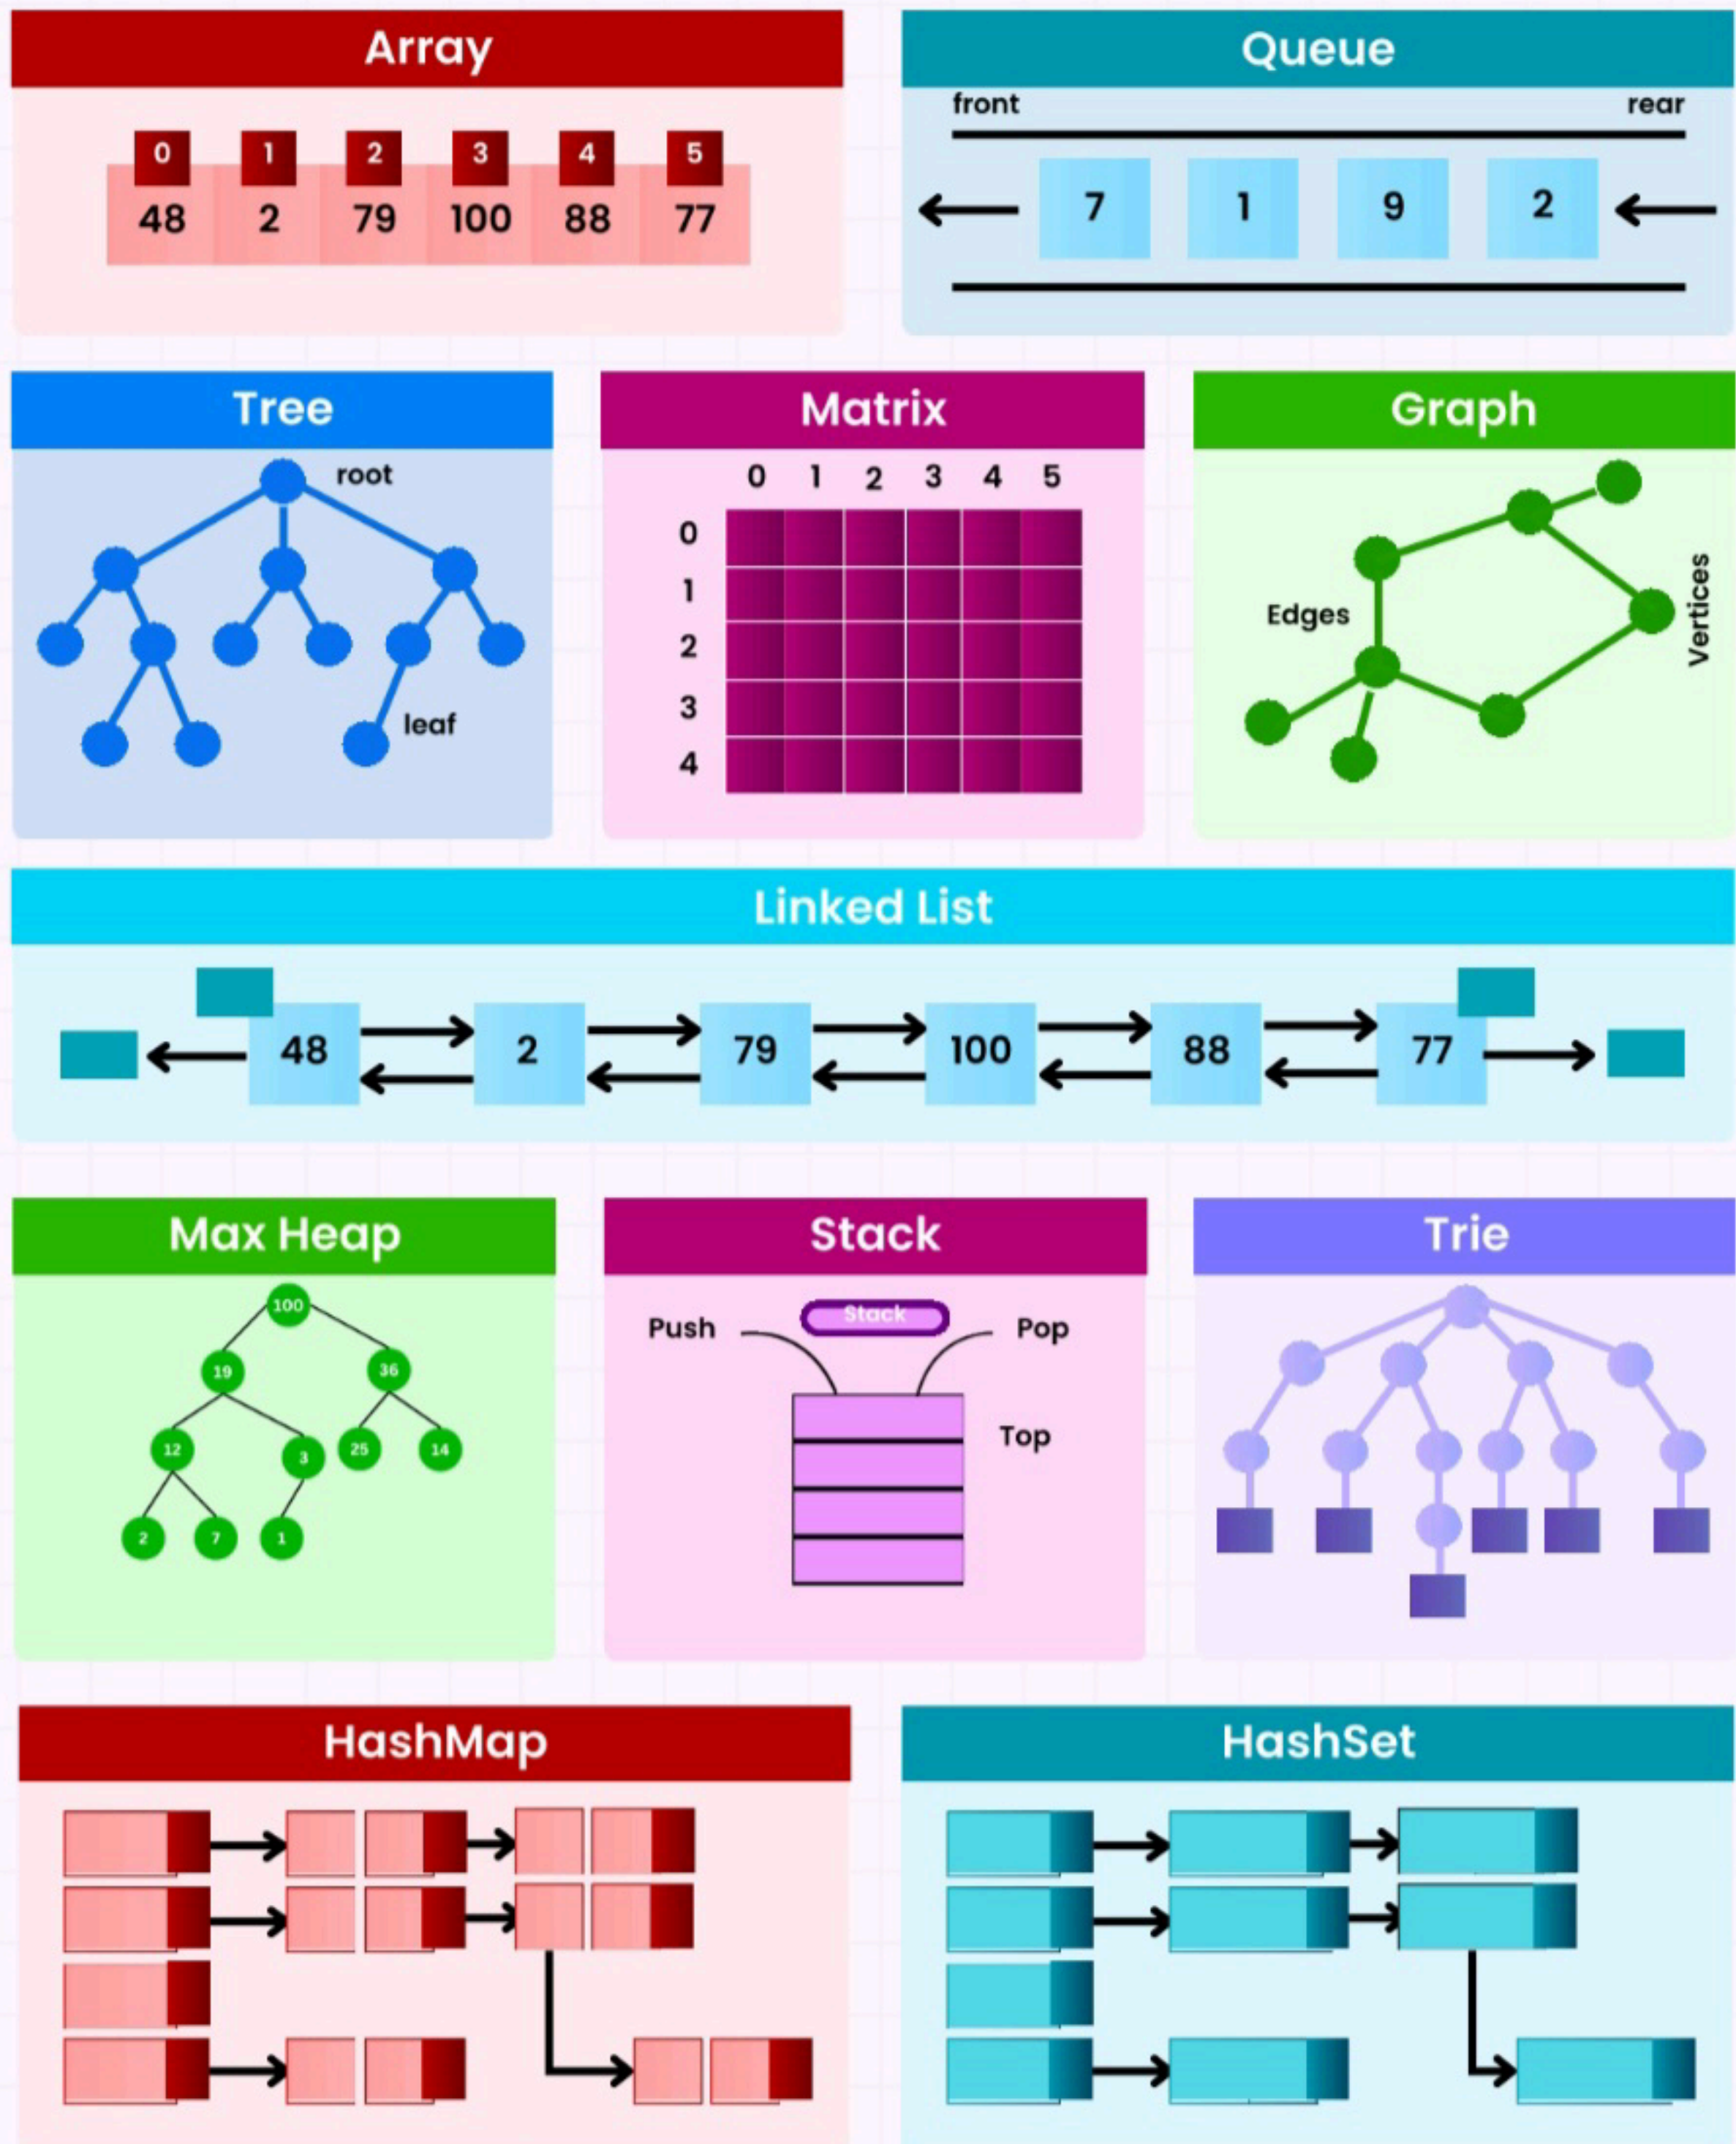 Array
0 1 2 3 4 5
48 2 79 100 88 77
Queue
front rear
7 1 9 2
Tree
root
leaf
Matrix
0 1 2 3 4 5
0
1
2
3
4
Graph
Edges
Vertices
Linked List
48 2 79 100 88 77
Max Heap
100
19 36
12 3 25 14
2 7 1
Stack
Stack
Push Pop
Top
Trie
HashMap
HashSet